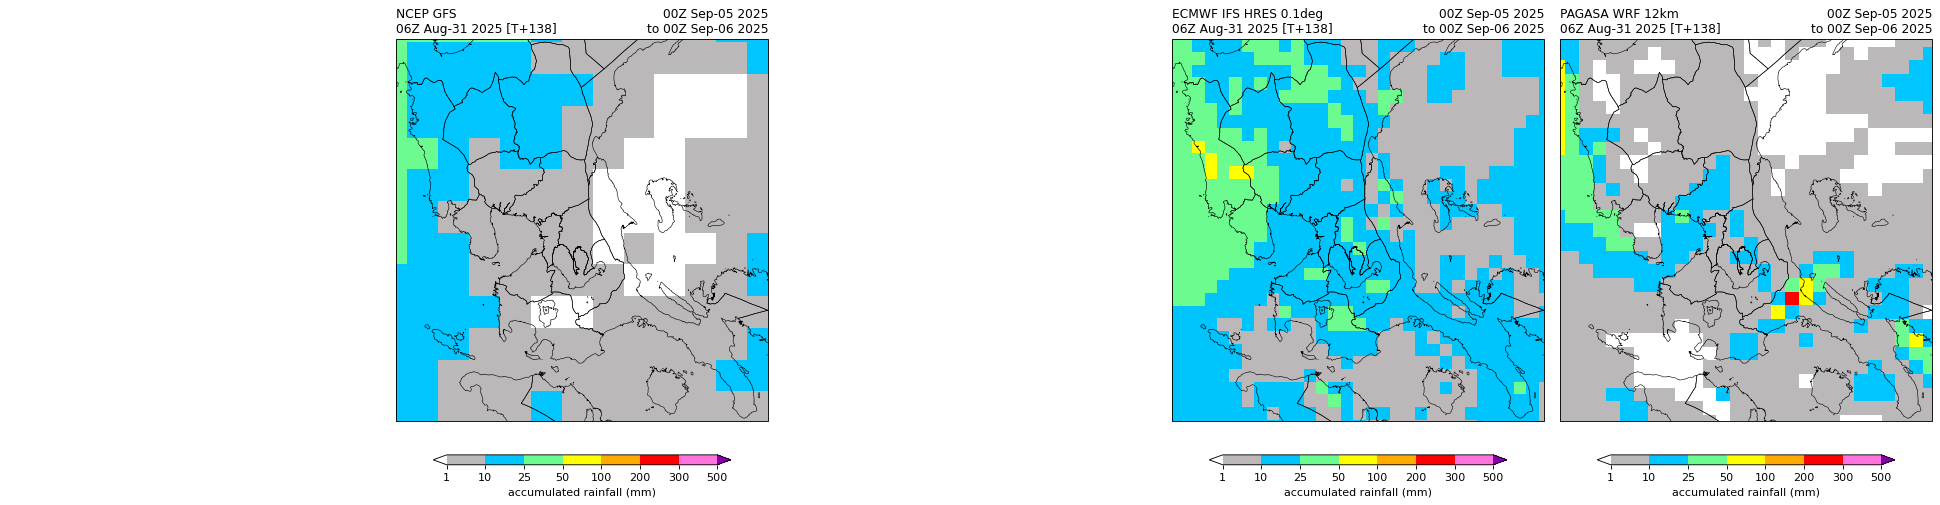 NCEP GFS 00Z Sep-05 2025
06Z Aug-31 2025 [T+138] to 00Z Sep-06 2025
1 10 25 50 100 200 300 500
accumulated rainfall (mm)
ECMWF IFS HRES 0.1deg 00Z Sep-05 2025
06Z Aug-31 2025 [T+138] to 00Z Sep-06 2025
1 10 25 50 100 200 300 500
accumulated rainfall (mm)
PAGASA WRF 12km 00Z Sep-05 2025
06Z Aug-31 2025 [T+138] to 00Z Sep-06 2025
1 10 25 50 100 200 300 500
accumulated rainfall (mm)